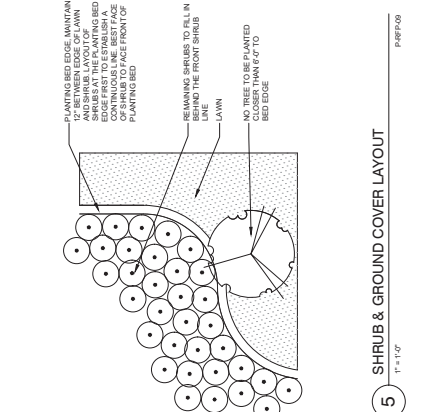 PLANTING BED EDGE, MAINTAIN
12" BETWEEN EDGE OF LAWN
AND SHRUB. LAYOUT OF
SHRUBS AT THE PLANTING BED
EDGE FIRST TO ESTABLISH A
CONTINUOUS LINE. BEST FACE
OF SHRUB TO FACE FRONT OF
PLANTING BED
REMAINING SHRUBS TO FILL IN
BEHIND THE FRONT SHRUB
LINE
LAWN
NO TREE TO BE PLANTED
CLOSER THAN 6'-0" TO
BED EDGE
5
SHRUB & GROUND COVER LAYOUT
1" = 1'-0"
P-RFP-09